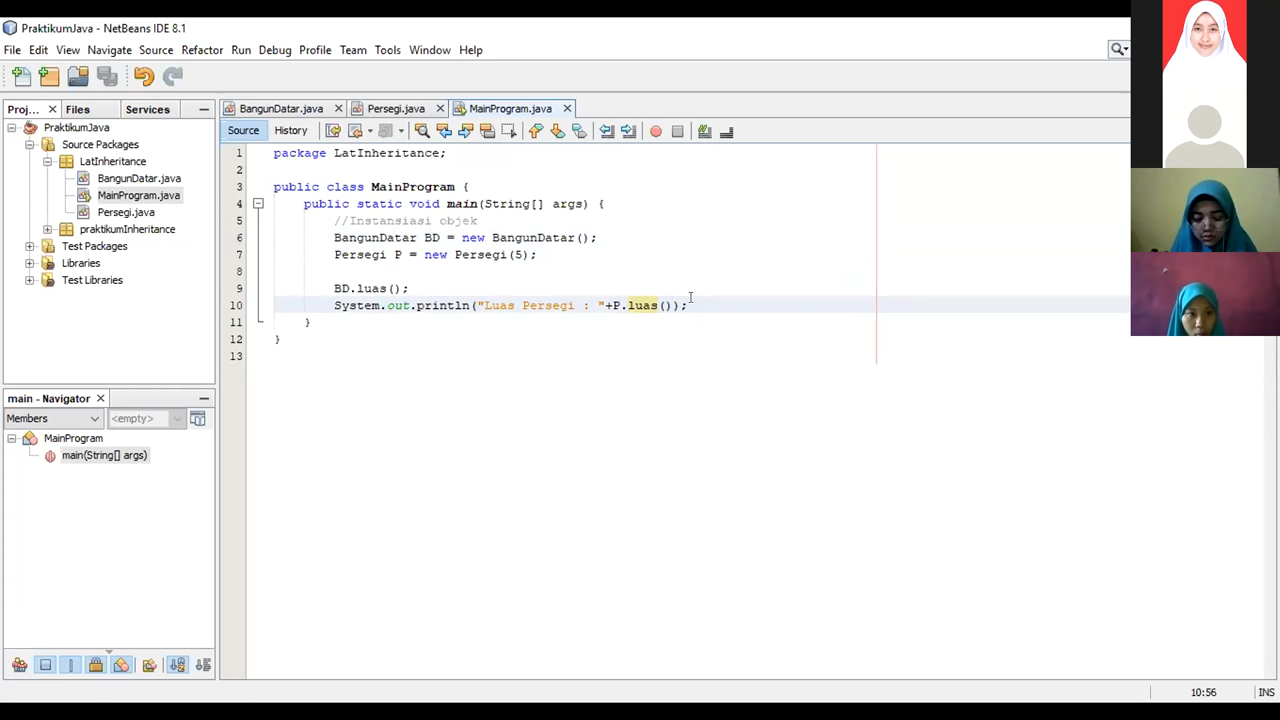 PraktikumJava - NetBeans IDE 8.1
File Edit View Navigate Source Refactor Run Debug Profile Team Tools Window Help
Proj... Files Services
PraktikumJava
Source Packages
LatInheritance
BangunDatar.java
MainProgram.java
Persegi.java
praktikumInheritance
Test Packages
Libraries
Test Libraries
main - Navigator
Members <empty>
MainProgram
main(String[] args)
BangunDatar.java Persegi.java MainProgram.java
Source History
1 package LatInheritance;
2
3 public class MainProgram {
4 public static void main(String[] args) {
5 //Instansiasi objek
6 BangunDatar BD = new BangunDatar();
7 Persegi P = new Persegi(5);
8
9 BD.luas();
10 System.out.println("Luas Persegi : "+P.luas());
11 }
12 }
13
10:56 INS